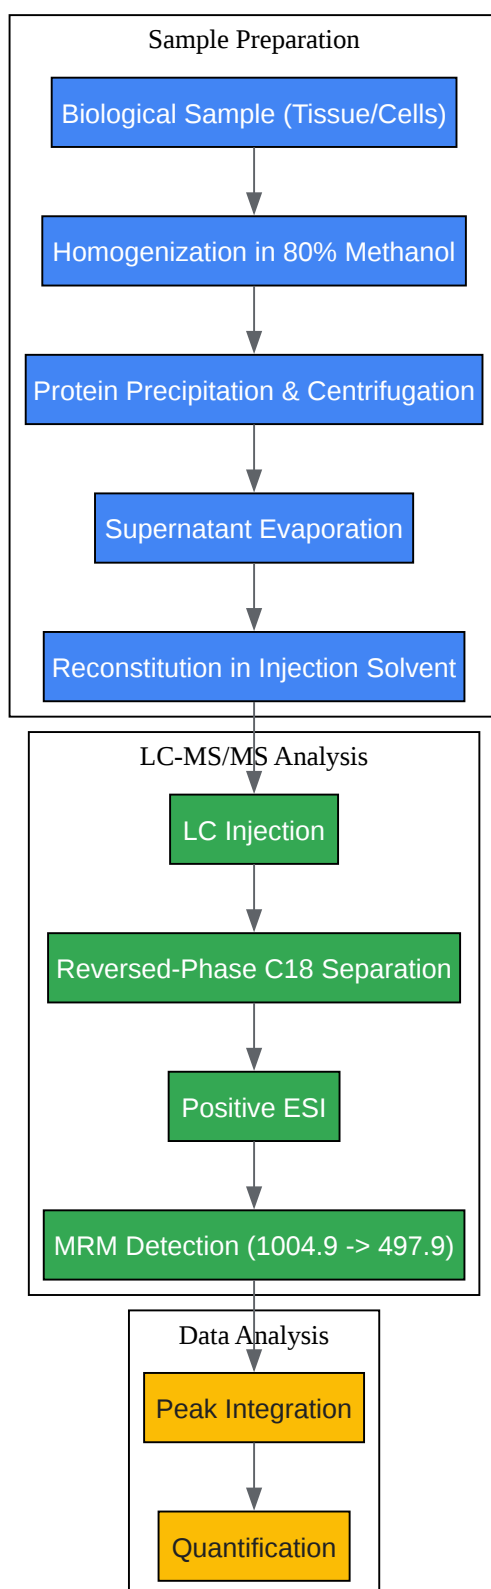 Sample Preparation
Biological Sample (Tissue/Cells)
Homogenization in 80% Methanol
Protein Precipitation & Centrifugation
Supernatant Evaporation
Reconstitution in Injection Solvent
LC-MS/MS Analysis
LC Injection
Reversed-Phase C18 Separation
Positive ESI
MRM Detection (1004.9 -> 497.9)
Data Analysis
Peak Integration
Quantification